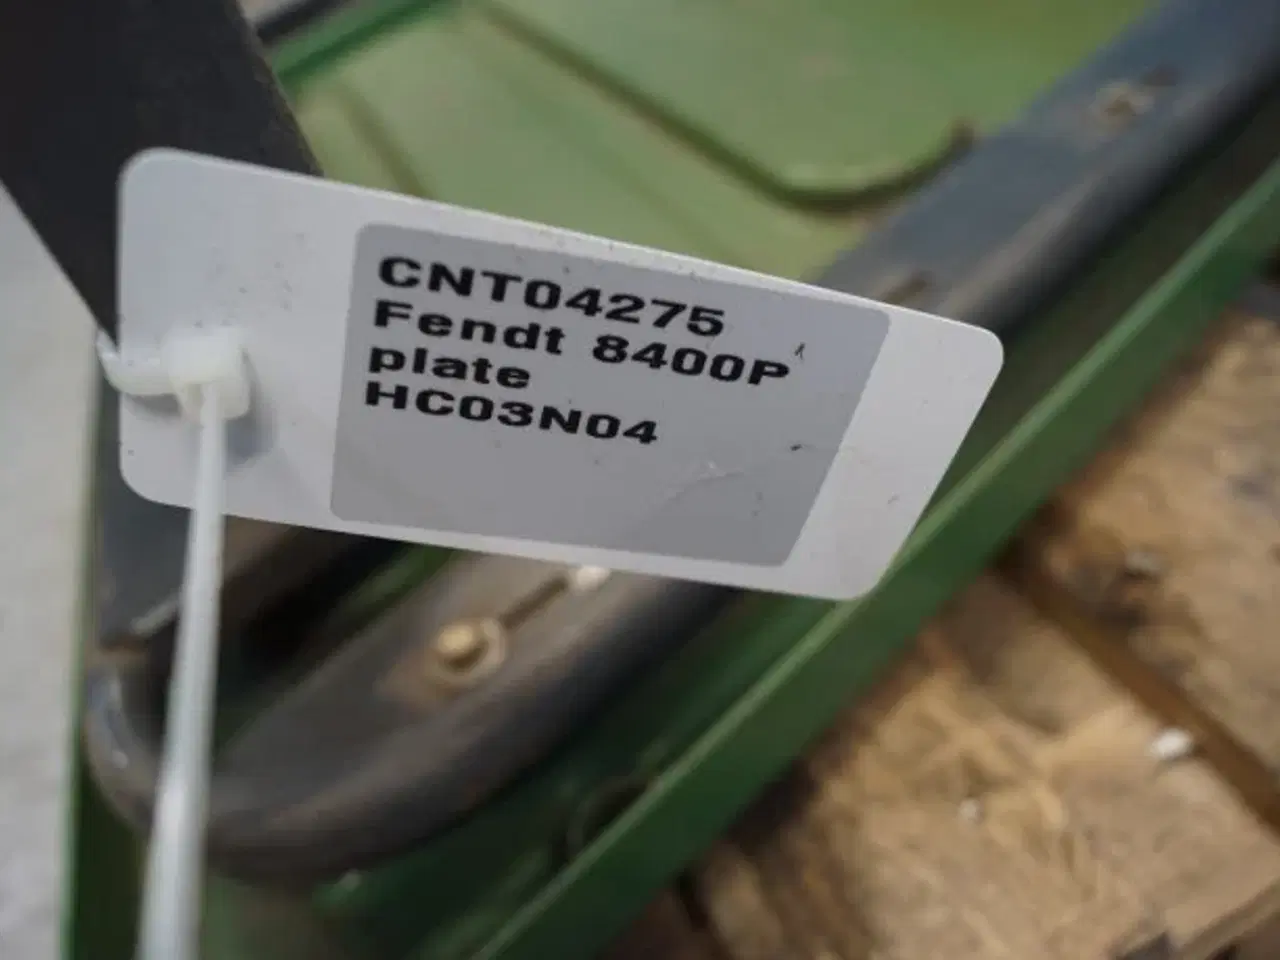 CNT04275
Fendt 8400P
plate
HC03N04